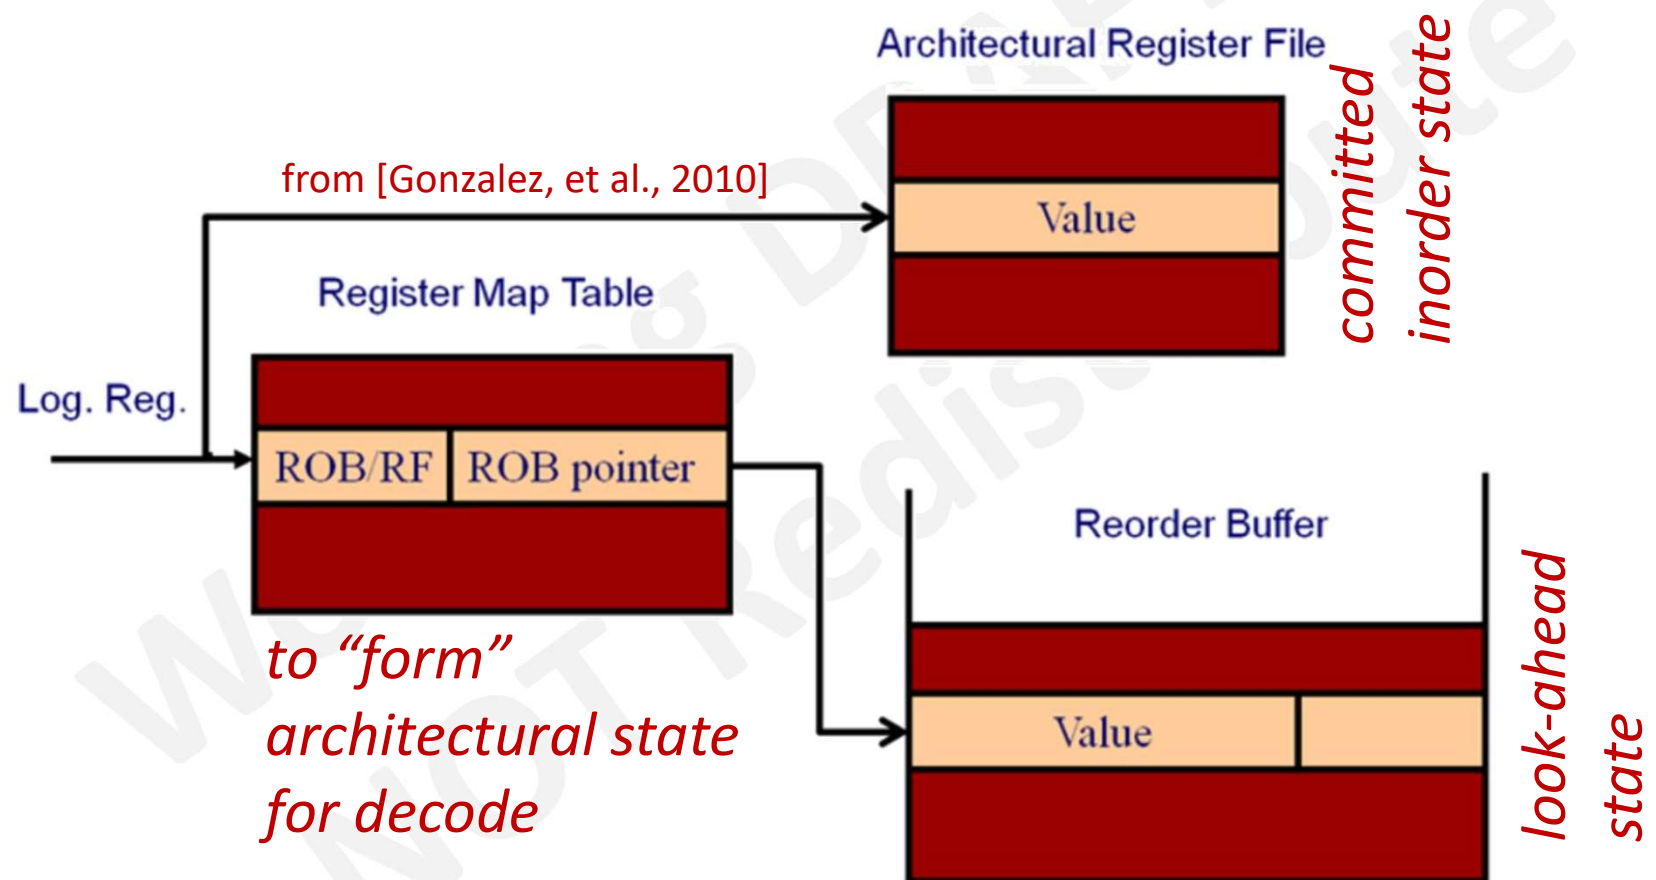 Architectural Register File
committed
inorder state
from [Gonzalez, et al., 2010]
Value
Register Map Table
Log. Reg.
ROB/RF
ROB pointer
Reorder Buffer
to “form”
architectural state
for decode
Value
look-ahead
state